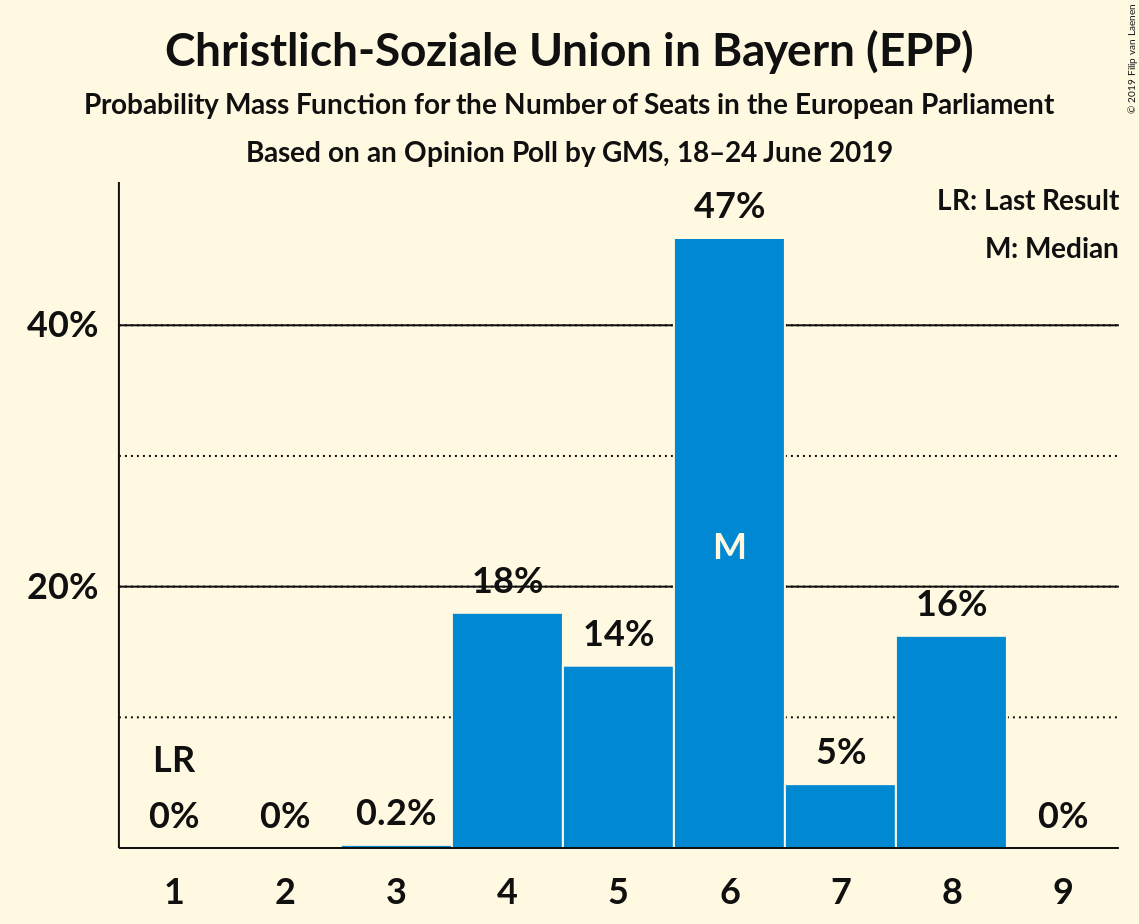 Christlich-Soziale Union in Bayern (EPP)
Probability Mass Function for the Number of Seats in the European Parliament
Based on an Opinion Poll by GMS, 18–24 June 2019
© 2019 Filip van Laenen
LR: Last Result
M: Median
47%
40%
M
20%
18%
16%
14%
5%
LR
0%
0%
0.2%
0%
1 2 3 4 5 6 7 8 9